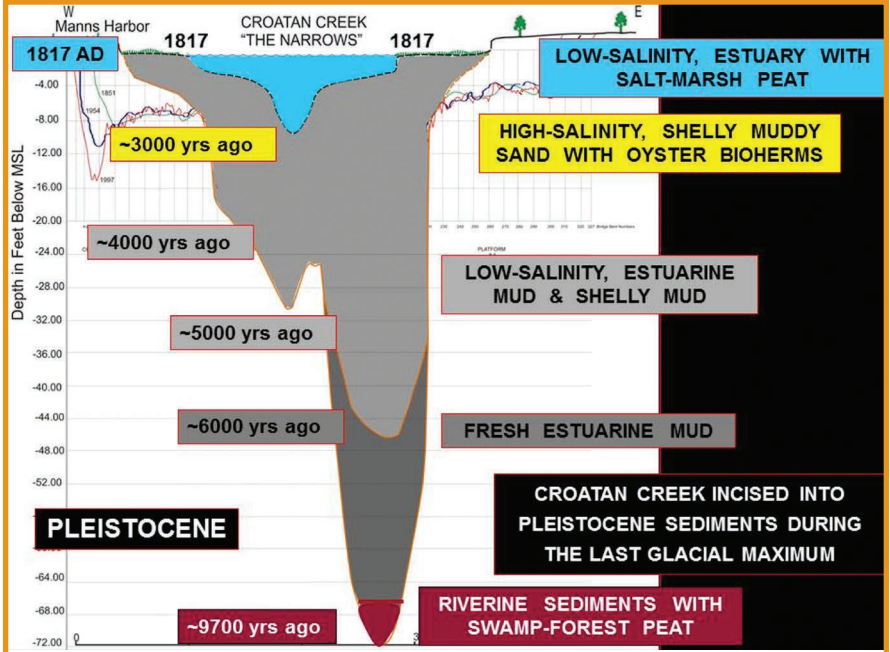 W
E
Manns Harbor
CROATAN CREEK
"THE NARROWS"
1817
1817
1817 AD
LOW-SALINITY, ESTUARY WITH
SALT-MARSH PEAT
-4.00
1851
1954
-8.00
HIGH-SALINITY, SHELLY MUDDY
SAND WITH OYSTER BIOHERMS
~3000 yrs ago
-12.00
-16.00
1997
-20.00
Depth in Feet Below MSL
~4000 yrs ago
-24.00
PLATFORM
LOW-SALINITY, ESTUARINE
MUD & SHELLY MUD
-28.00
-32.00
~5000 yrs ago
-36.00
-40.00
-44.00
~6000 yrs ago
FRESH ESTUARINE MUD
-48.00
-52.00
CROATAN CREEK INCISED INTO
PLEISTOCENE SEDIMENTS DURING
THE LAST GLACIAL MAXIMUM
PLEISTOCENE
-64.00
RIVERINE SEDIMENTS WITH
SWAMP-FOREST PEAT
-68.00
~9700 yrs ago
-72.00
0